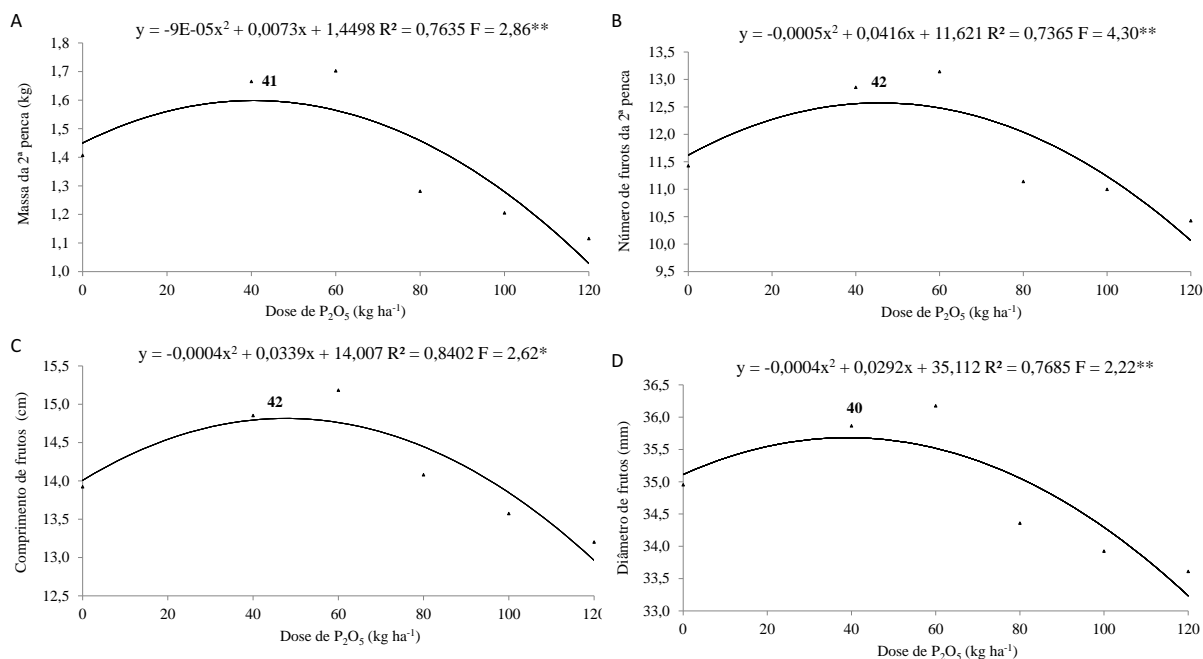 A
y = -9E-05x² + 0,0073x + 1,4498 R² = 0,7635 F = 2,86**
1,8
1,7
1,6
1,5
1,4
1,3
1,2
1,1
1,0
Massa da 2ª penca (kg)
41
0 20 40 60 80 100 120
Dose de P₂O₅ (kg ha⁻¹)
B
y = -0,0005x² + 0,0416x + 11,621 R² = 0,7365 F = 4,30**
13,5
13,0
12,5
12,0
11,5
11,0
10,5
10,0
9,5
Número de furots da 2ª penca
42
0 20 40 60 80 100 120
Dose de P₂O₅ (kg ha⁻¹)
C
y = -0,0004x² + 0,0339x + 14,007 R² = 0,8402 F = 2,62*
15,5
15,0
14,5
14,0
13,5
13,0
12,5
Comprimento de frutos (cm)
42
0 20 40 60 80 100 120
Dose de P₂O₅ (kg ha⁻¹)
D
y = -0,0004x² + 0,0292x + 35,112 R² = 0,7685 F = 2,22**
36,5
36,0
35,5
35,0
34,5
34,0
33,5
33,0
Diâmetro de frutos (mm)
40
0 20 40 60 80 100 120
Dose de P₂O₅ (kg ha⁻¹)